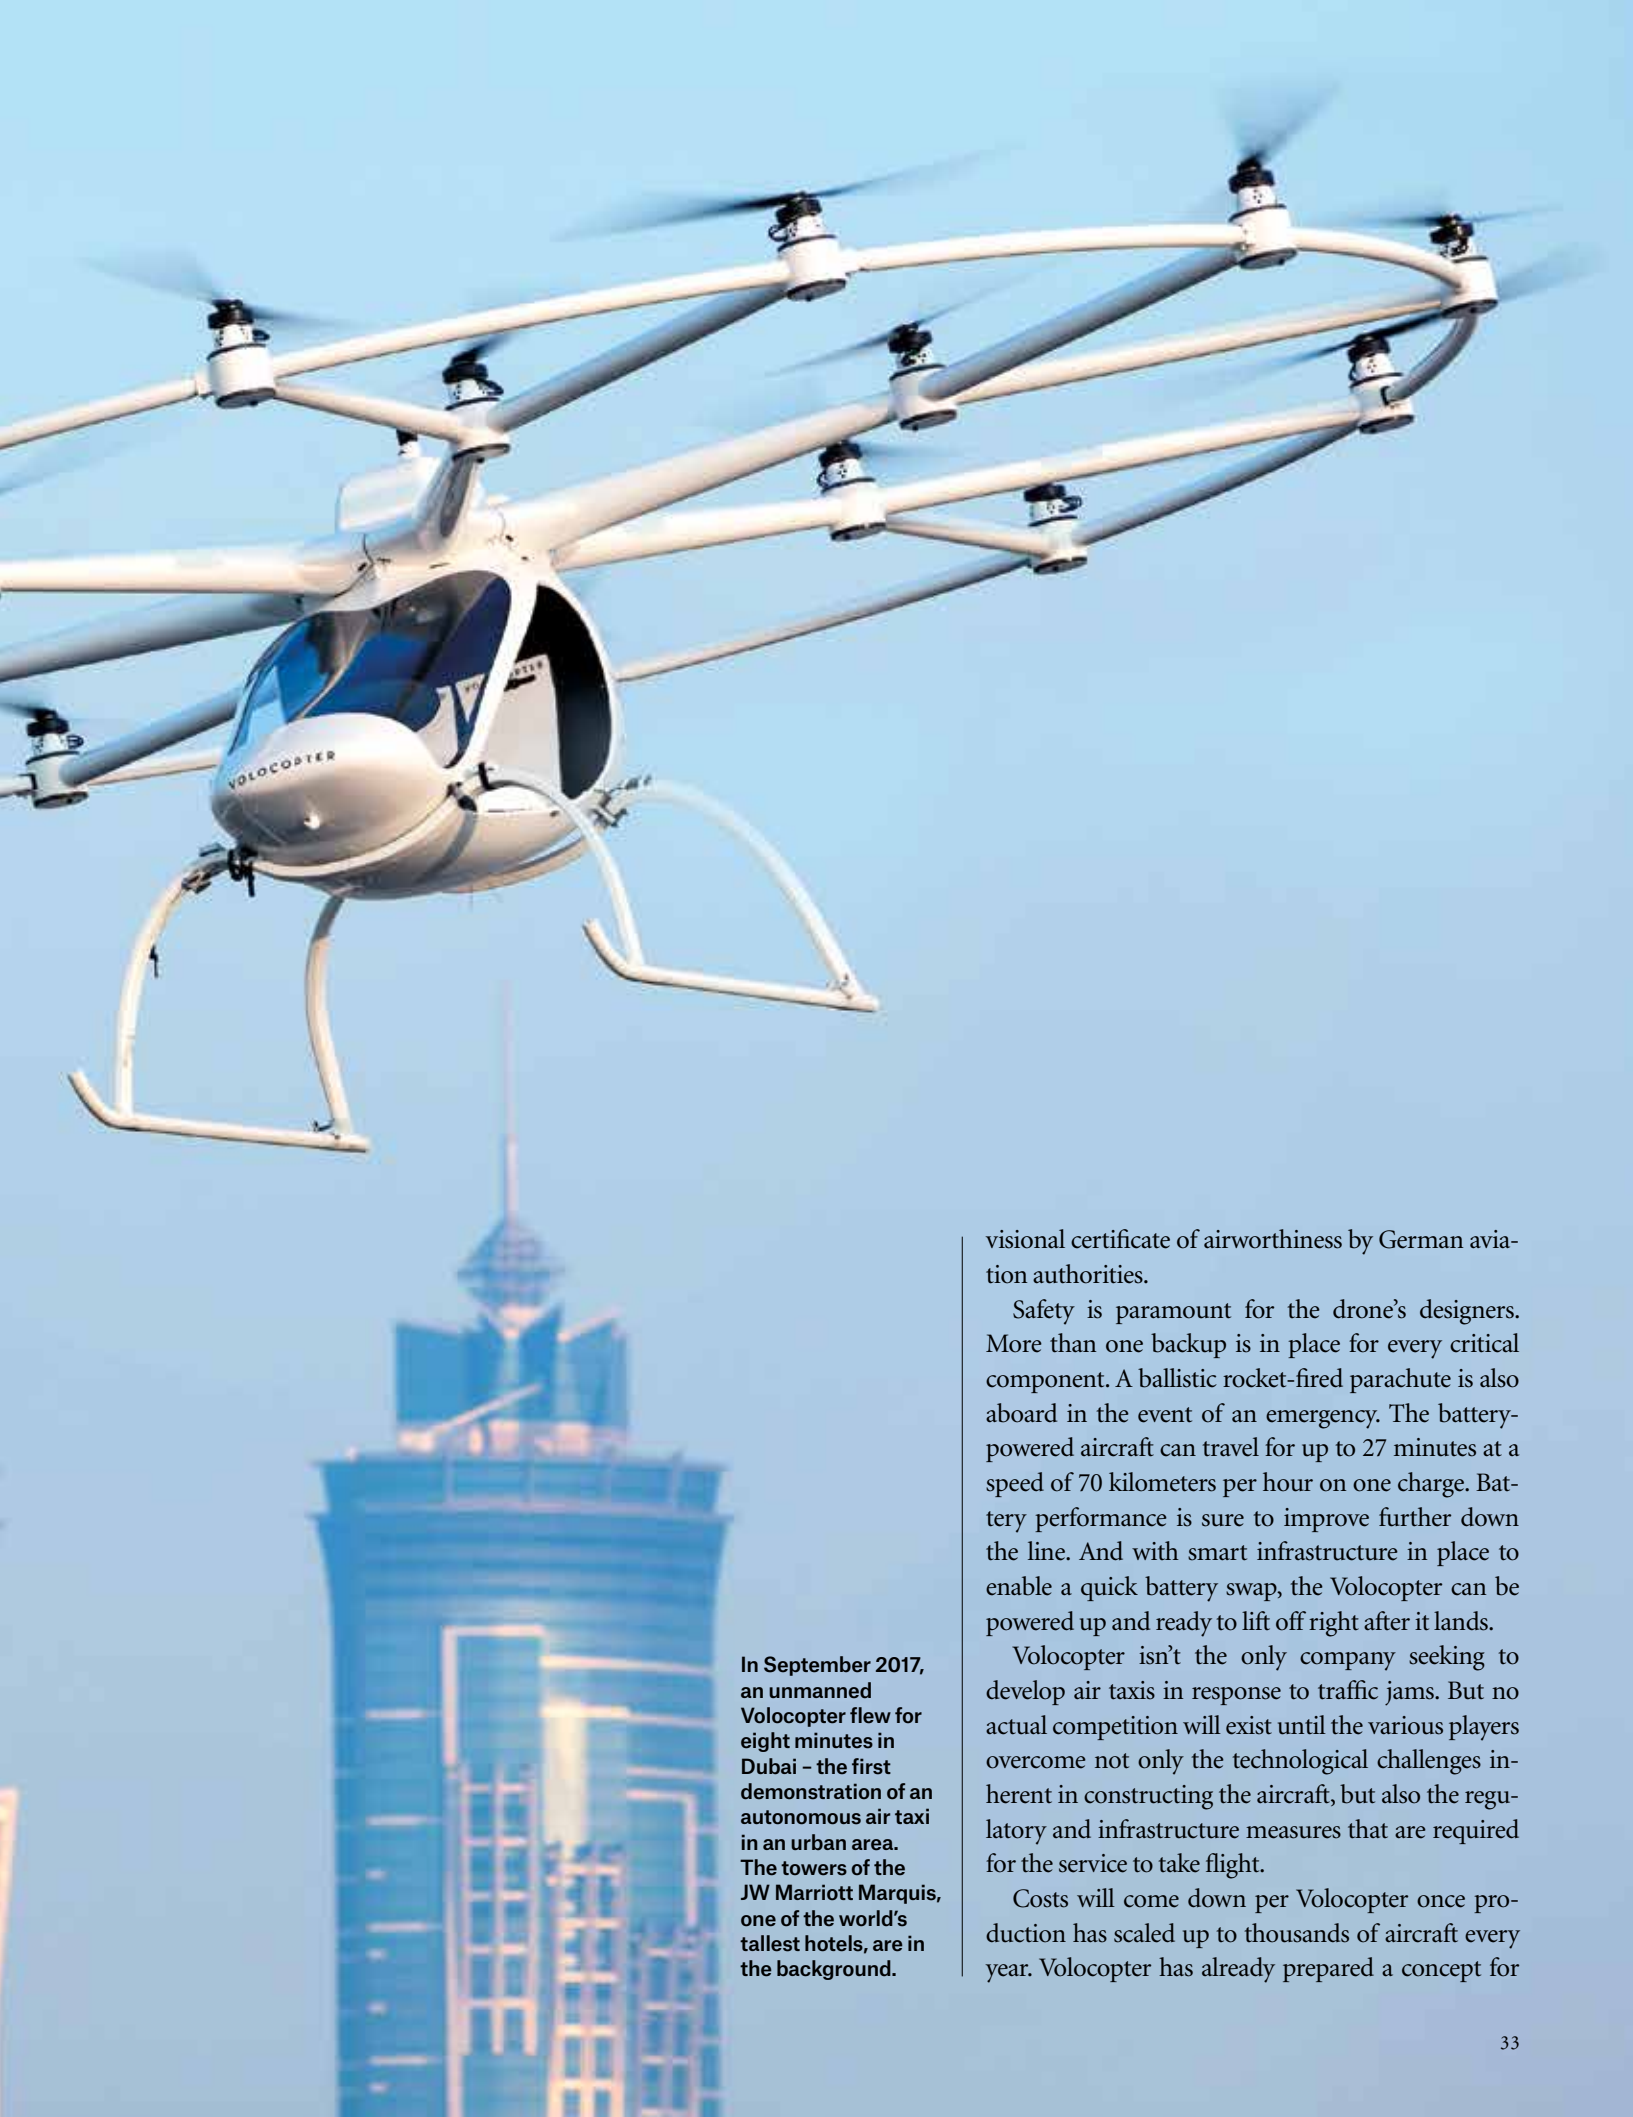 VOLOCOPTER
In September 2017,
an unmanned
Volocopter flew for
eight minutes in
Dubai – the first
demonstration of an
autonomous air taxi
in an urban area.
The towers of the
JW Marriott Marquis,
one of the world’s
tallest hotels, are in
the background.
visional certificate of airworthiness by German avia-
tion authorities.
Safety is paramount for the drone’s designers.
More than one backup is in place for every critical
component. A ballistic rocket-fired parachute is also
aboard in the event of an emergency. The battery-
powered aircraft can travel for up to 27 minutes at a
speed of 70 kilometers per hour on one charge. Bat-
tery performance is sure to improve further down
the line. And with smart infrastructure in place to
enable a quick battery swap, the Volocopter can be
powered up and ready to lift off right after it lands.
Volocopter isn’t the only company seeking to
develop air taxis in response to traffic jams. But no
actual competition will exist until the various players
overcome not only the technological challenges in-
herent in constructing the aircraft, but also the regu-
latory and infrastructure measures that are required
for the service to take flight.
Costs will come down per Volocopter once pro-
duction has scaled up to thousands of aircraft every
year. Volocopter has already prepared a concept for
33